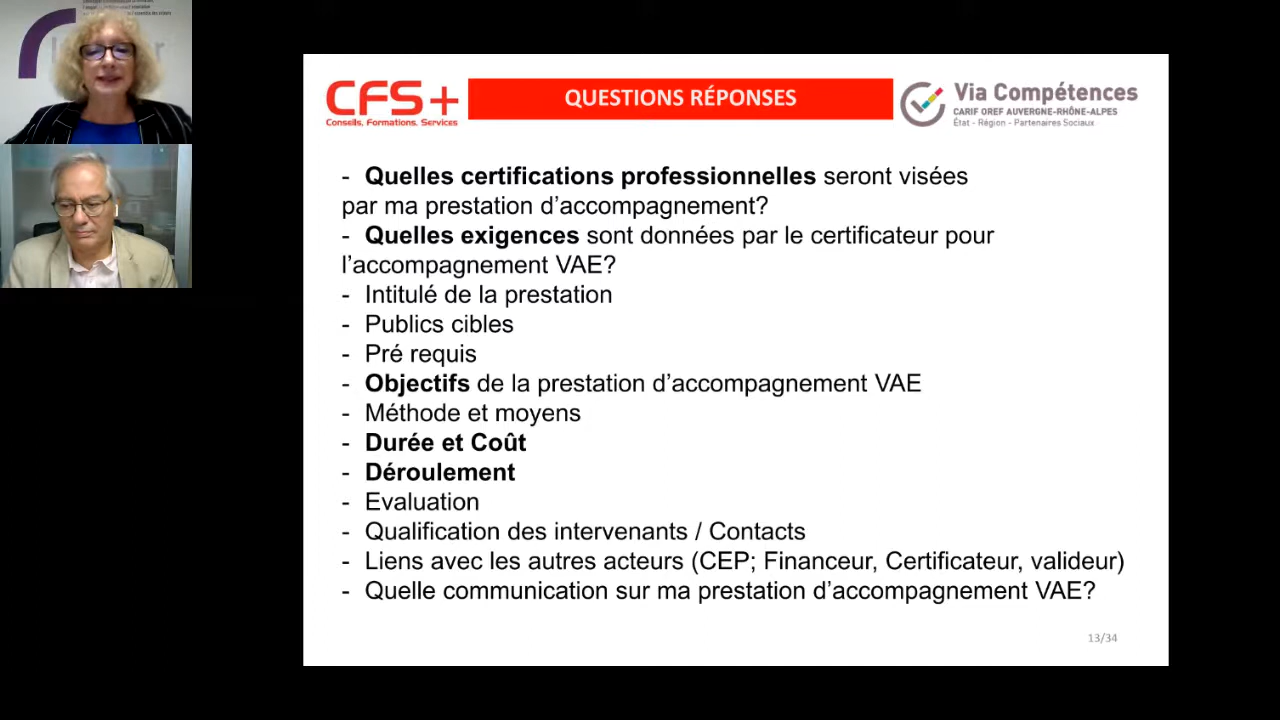 CFS+
Conseils, Formations, Services
QUESTIONS RÉPONSES
Via Compétences
CARIF OREF AUVERGNE-RHÔNE-ALPES
État - Région - Partenaires Sociaux
- Quelles certifications professionnelles seront visées
par ma prestation d’accompagnement?
- Quelles exigences sont données par le certificateur pour
l’accompagnement VAE?
- Intitulé de la prestation
- Publics cibles
- Pré requis
- Objectifs de la prestation d’accompagnement VAE
- Méthode et moyens
- Durée et Coût
- Déroulement
- Evaluation
- Qualification des intervenants / Contacts
- Liens avec les autres acteurs (CEP; Financeur, Certificateur, valideur)
- Quelle communication sur ma prestation d’accompagnement VAE?
13/34